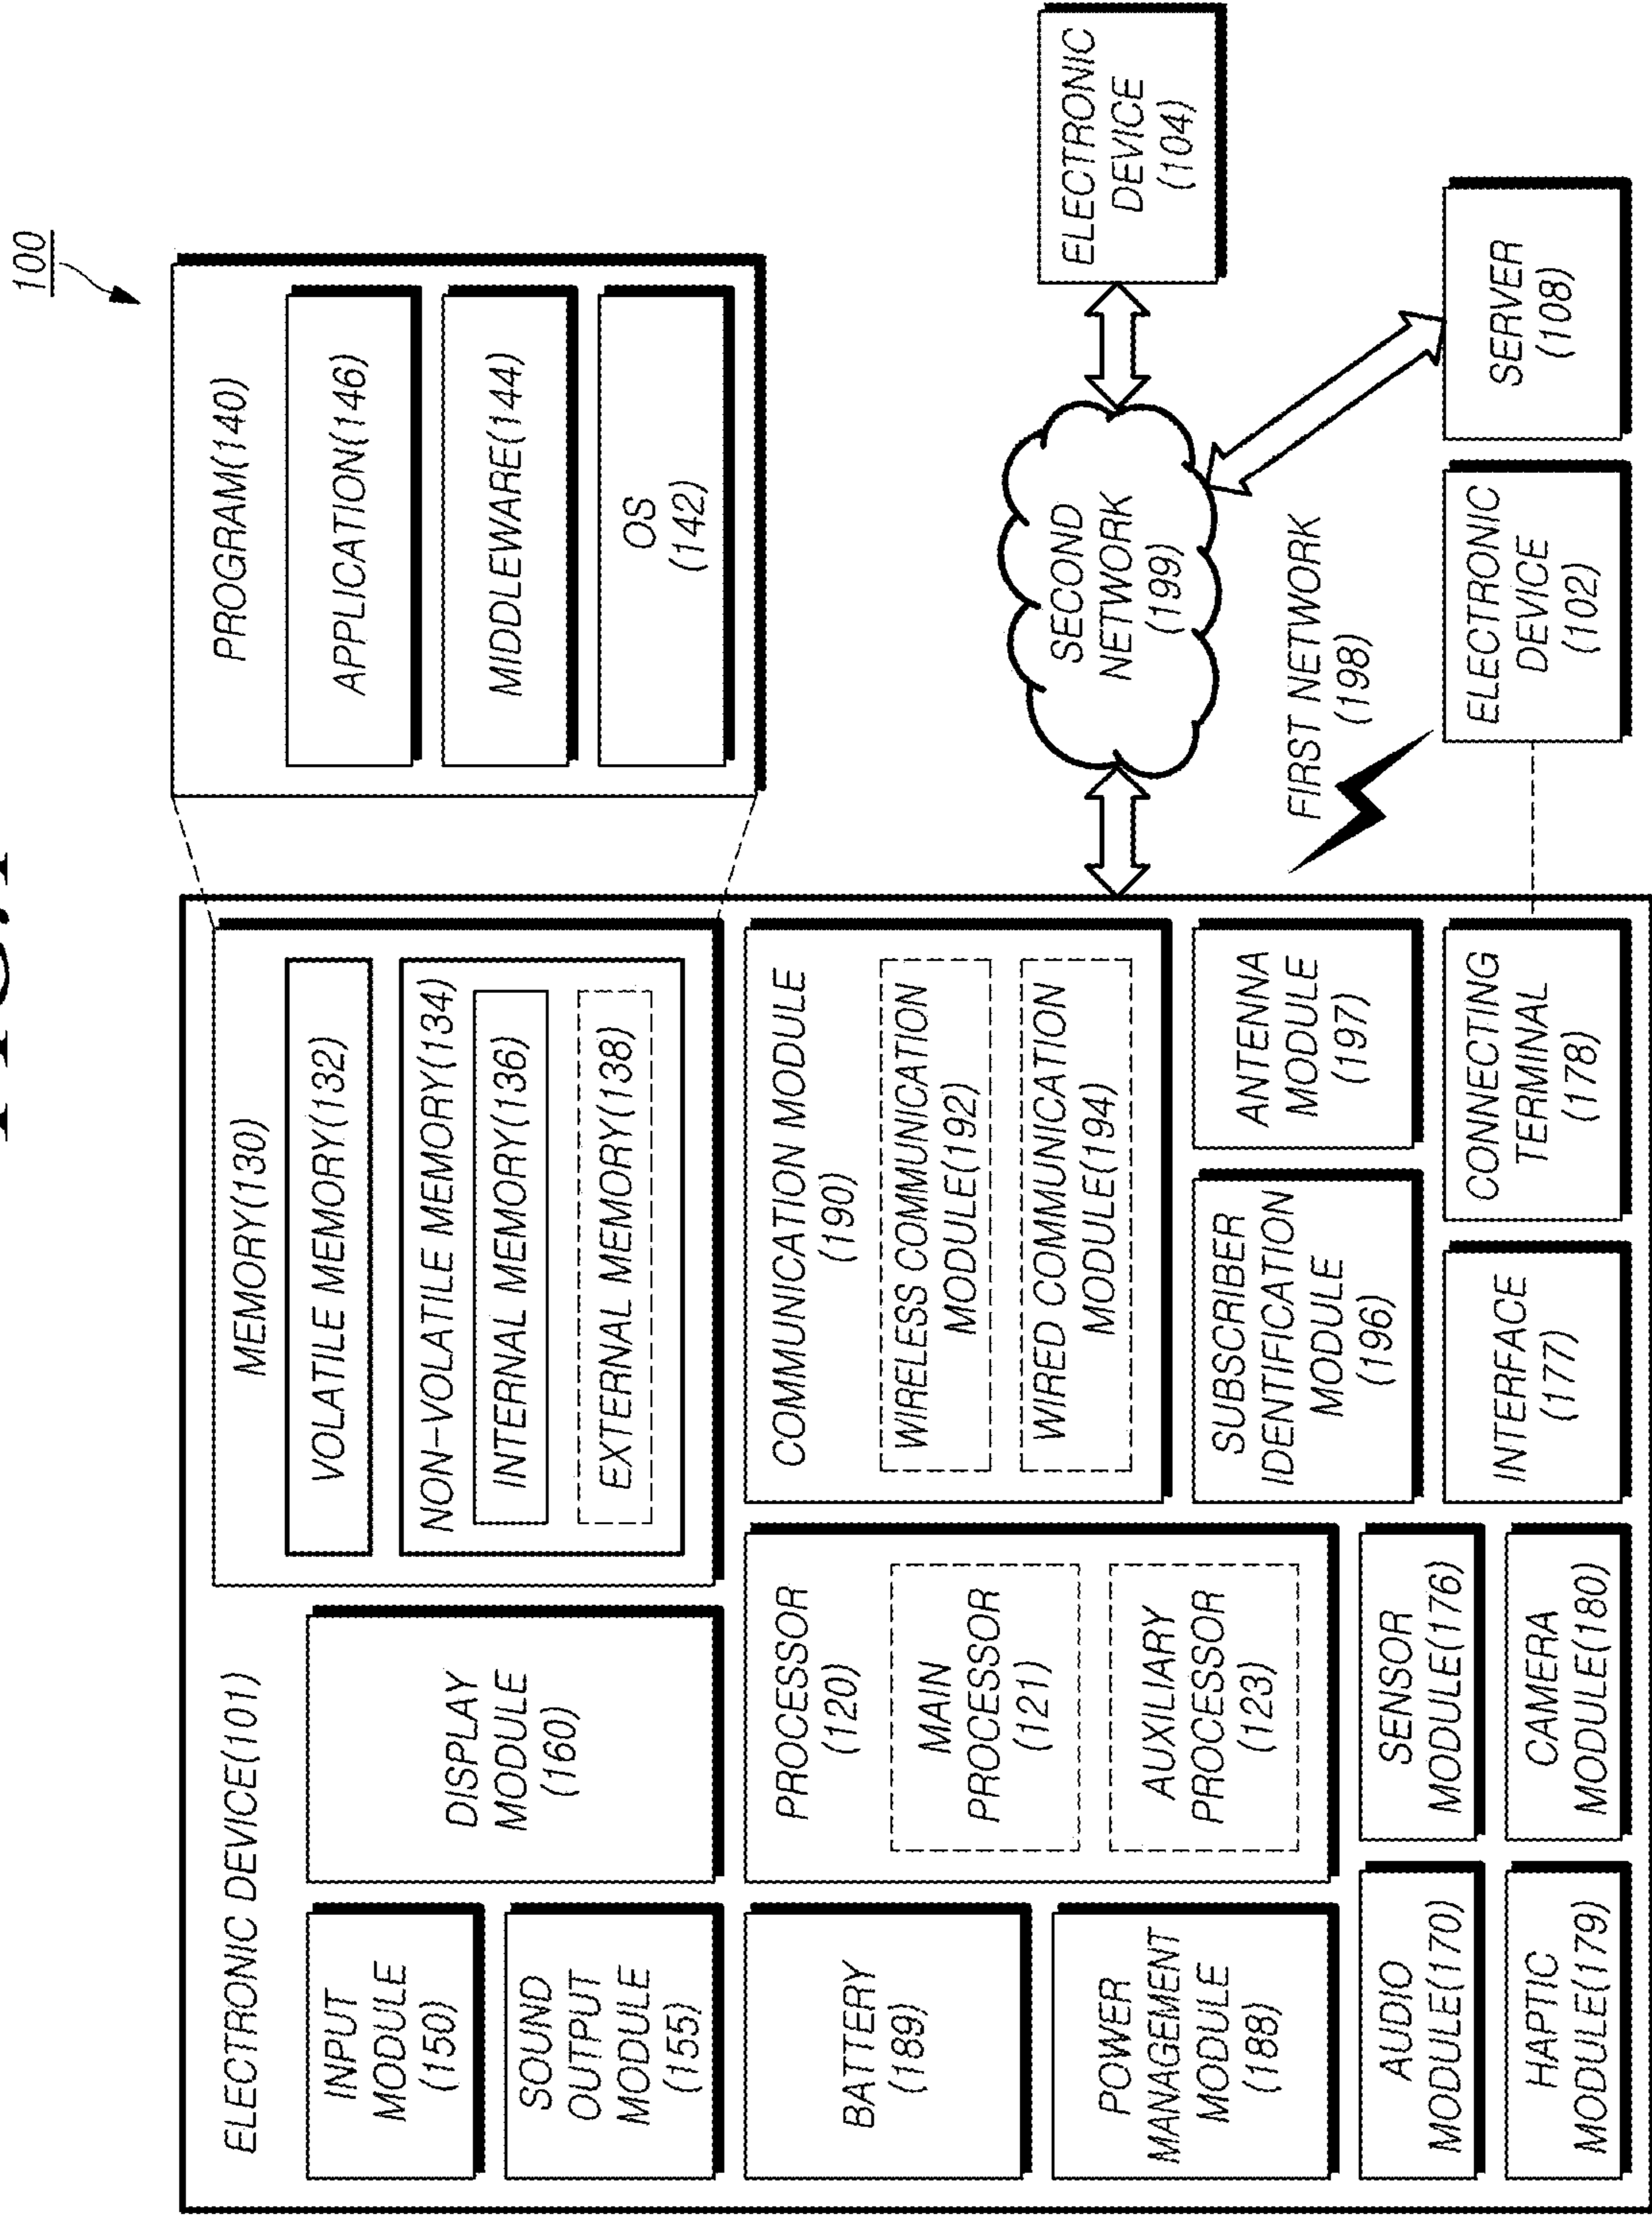 100
ELECTRONIC DEVICE(101)
INPUT
MODULE
(150)
SOUND
OUTPUT
MODULE
(155)
DISPLAY
MODULE
(160)
MEMORY(130)
VOLATILE MEMORY(132)
NON-VOLATILE MEMORY(134)
INTERNAL MEMORY(136)
EXTERNAL MEMORY(138)
PROGRAM(140)
APPLICATION(146)
MIDDLEWARE(144)
OS
(142)
BATTERY
(189)
POWER
MANAGEMENT
MODULE
(188)
PROCESSOR
(120)
MAIN
PROCESSOR
(121)
AUXILIARY
PROCESSOR
(123)
COMMUNICATION MODULE
(190)
WIRELESS COMMUNICATION
MODULE(192)
WIRED COMMUNICATION
MODULE(194)
SUBSCRIBER
IDENTIFICATION
MODULE
(196)
ANTENNA
MODULE
(197)
AUDIO
MODULE(170)
SENSOR
MODULE(176)
HAPTIC
MODULE(179)
CAMERA
MODULE(180)
INTERFACE
(177)
CONNECTING
TERMINAL
(178)
SECOND
NETWORK
(199)
FIRST NETWORK
(198)
ELECTRONIC
DEVICE
(104)
ELECTRONIC
DEVICE
(102)
SERVER
(108)